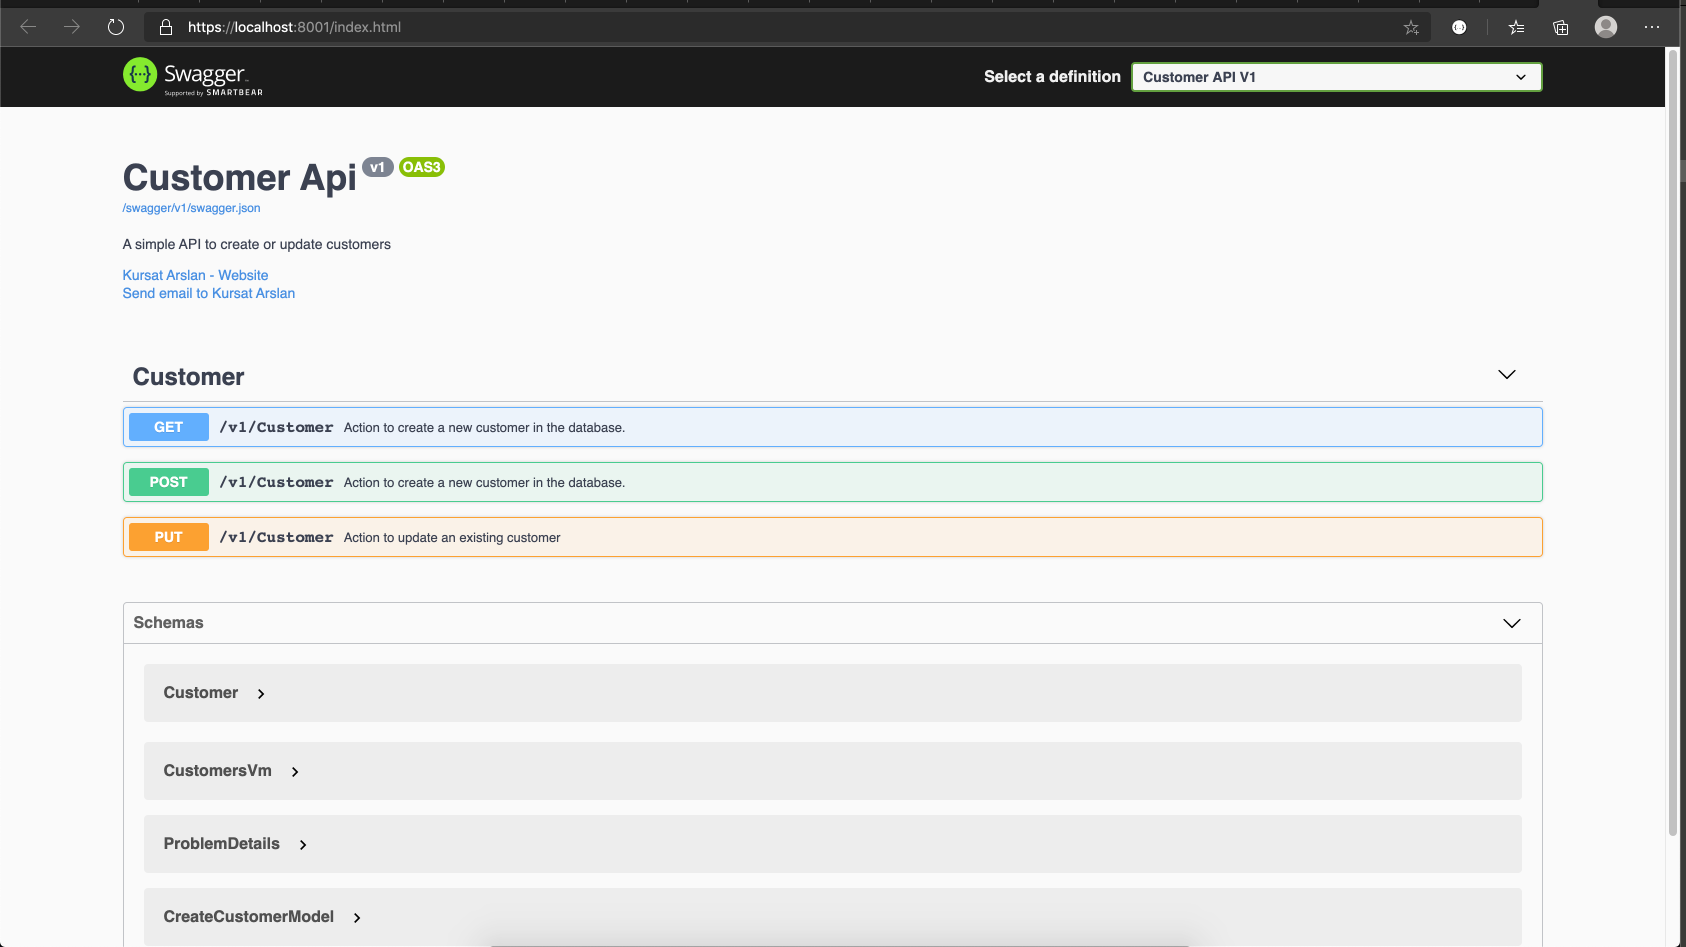 https://localhost:8001/index.html
Swagger
Supported by SMARTBEAR
Select a definition
Customer API V1
Customer Api v1 OAS3
/swagger/v1/swagger.json
A simple API to create or update customers
Kursat Arslan - Website
Send email to Kursat Arslan
Customer
GET /v1/Customer Action to create a new customer in the database.
POST /v1/Customer Action to create a new customer in the database.
PUT /v1/Customer Action to update an existing customer
Schemas
Customer
CustomersVm
ProblemDetails
CreateCustomerModel